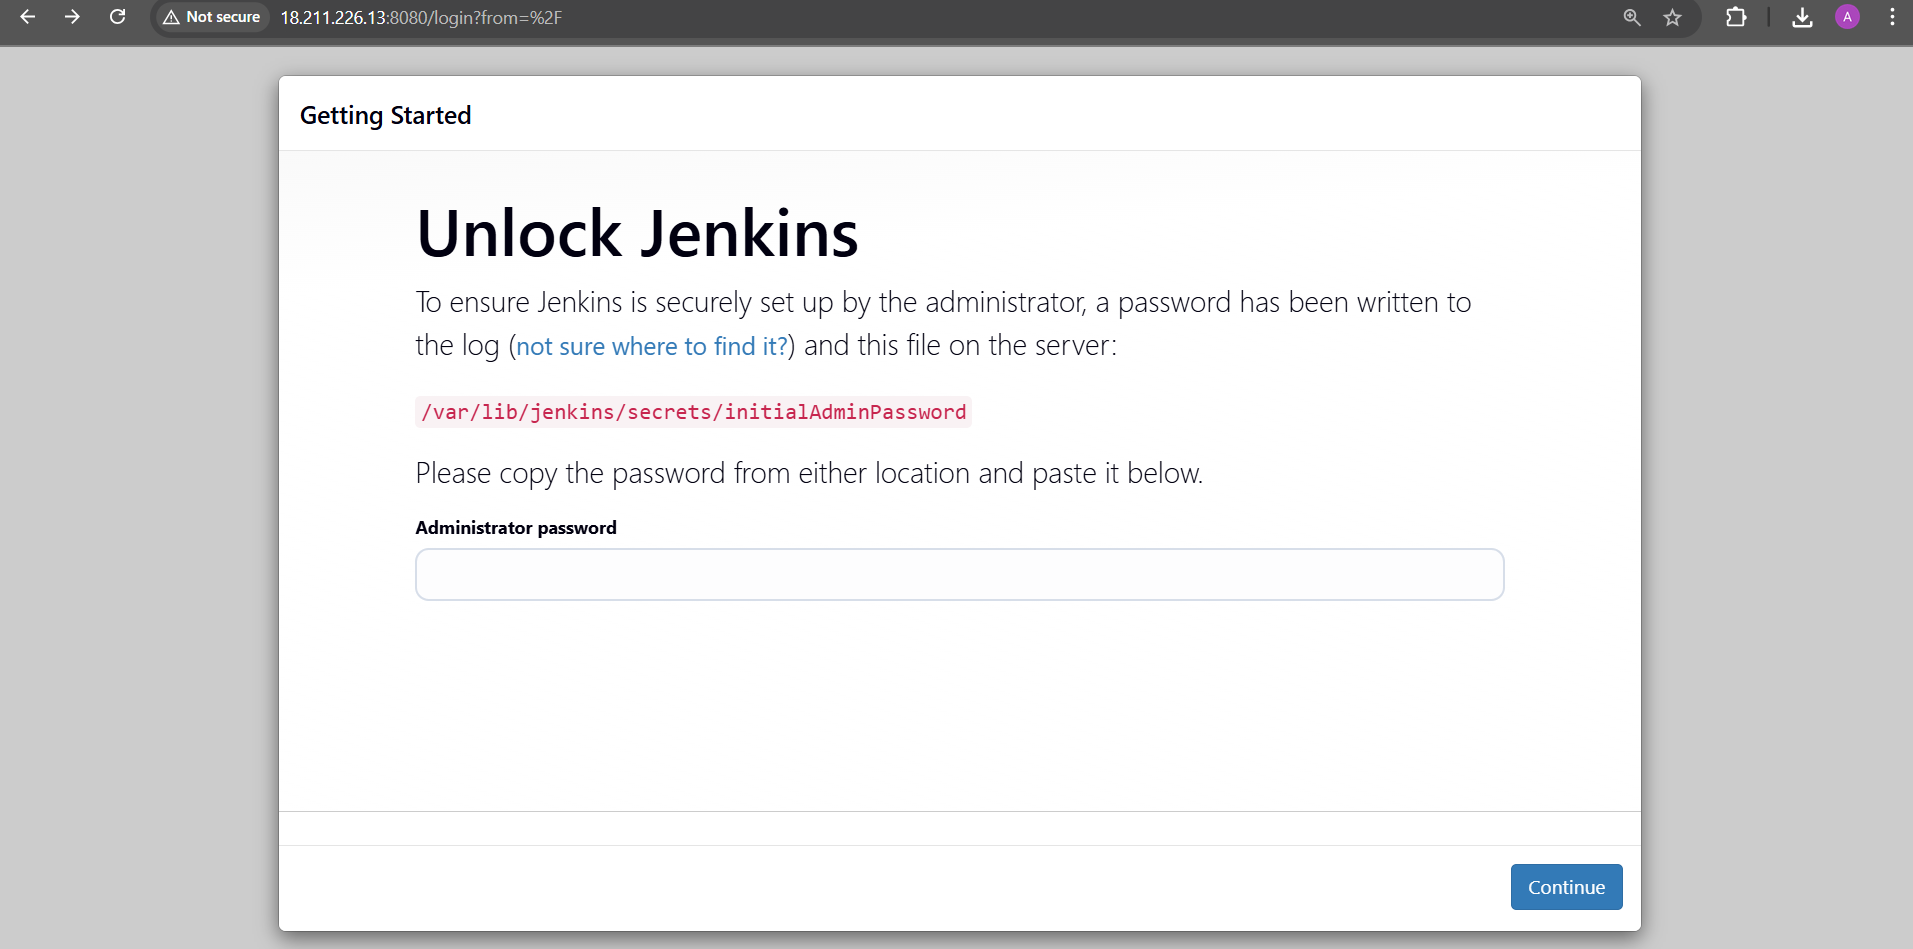 Not secure 18.211.226.13:8080/login?from=%2F
A
Getting Started
Unlock Jenkins
To ensure Jenkins is securely set up by the administrator, a password has been written to
the log (not sure where to find it?) and this file on the server:
/var/lib/jenkins/secrets/initialAdminPassword
Please copy the password from either location and paste it below.
Administrator password
Continue